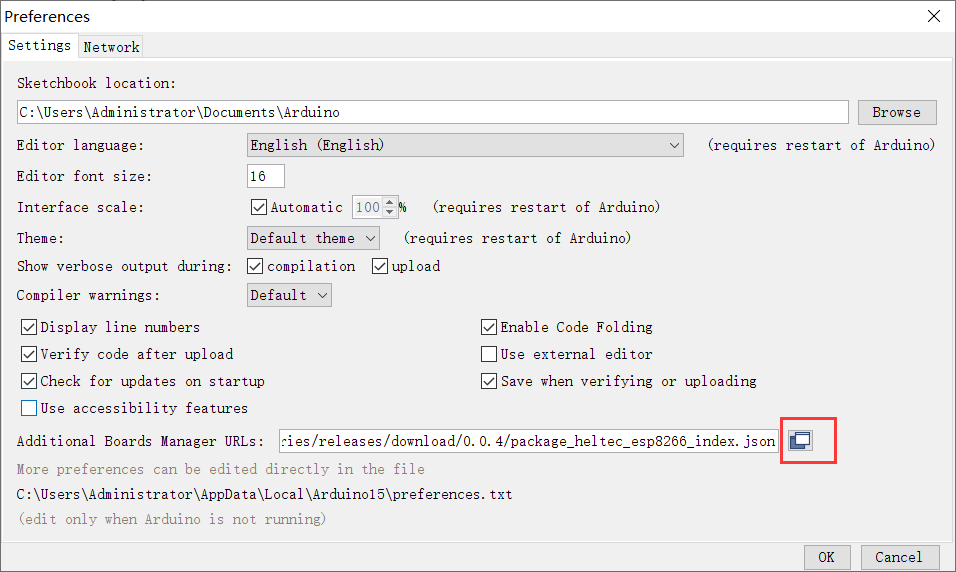 Preferences
Settings Network
Sketchbook location:
C:\Users\Administrator\Documents\Arduino Browse
Editor language: English (English) (requires restart of Arduino)
Editor font size: 16
Interface scale: Automatic 100 % (requires restart of Arduino)
Theme: Default theme (requires restart of Arduino)
Show verbose output during: compilation upload
Compiler warnings: Default
Display line numbers Enable Code Folding
Verify code after upload Use external editor
Check for updates on startup Save when verifying or uploading
Use accessibility features
Additional Boards Manager URLs: ries/releases/download/0.0.4/package_heltec_esp8266_index.json
More preferences can be edited directly in the file
C:\Users\Administrator\AppData\Local\Arduino15\preferences.txt
(edit only when Arduino is not running)
OK Cancel